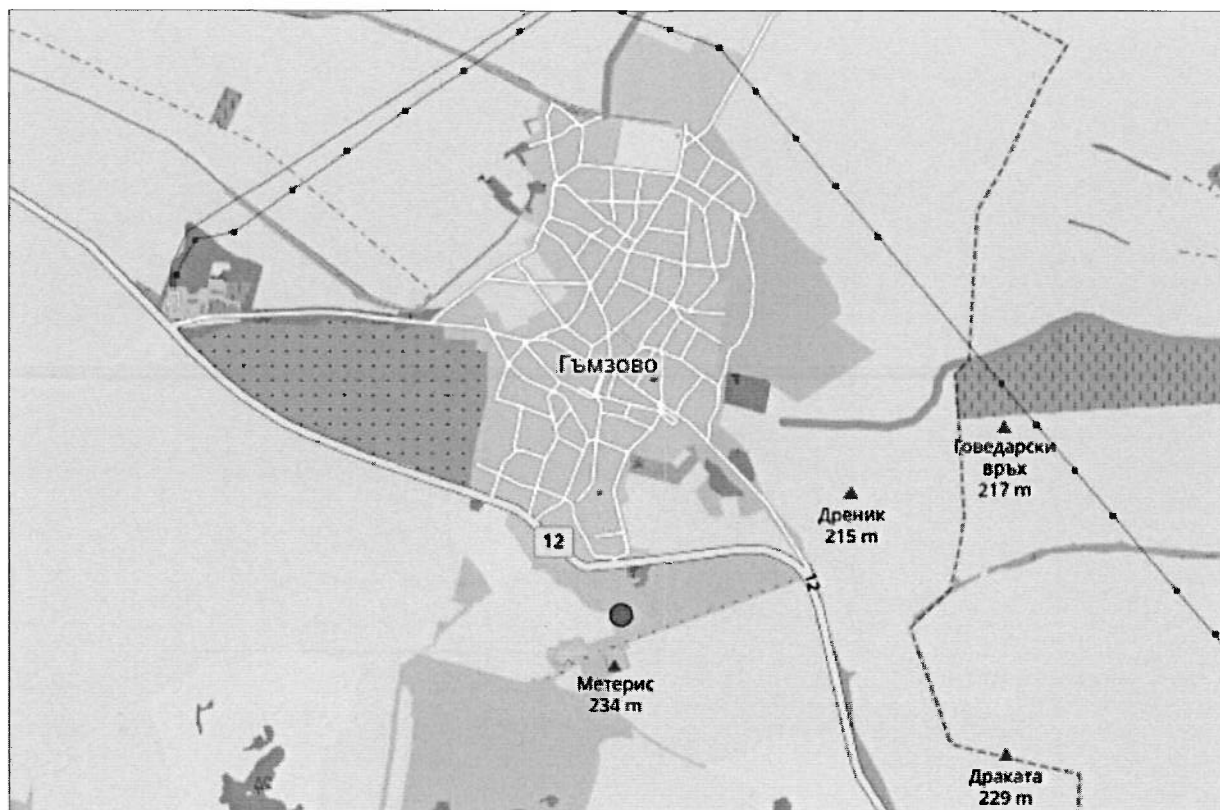 Гъмзово
Говедарски
връх
217 m
Дреник
215 m
12
12
Метерис
234 m
Драката
229 m